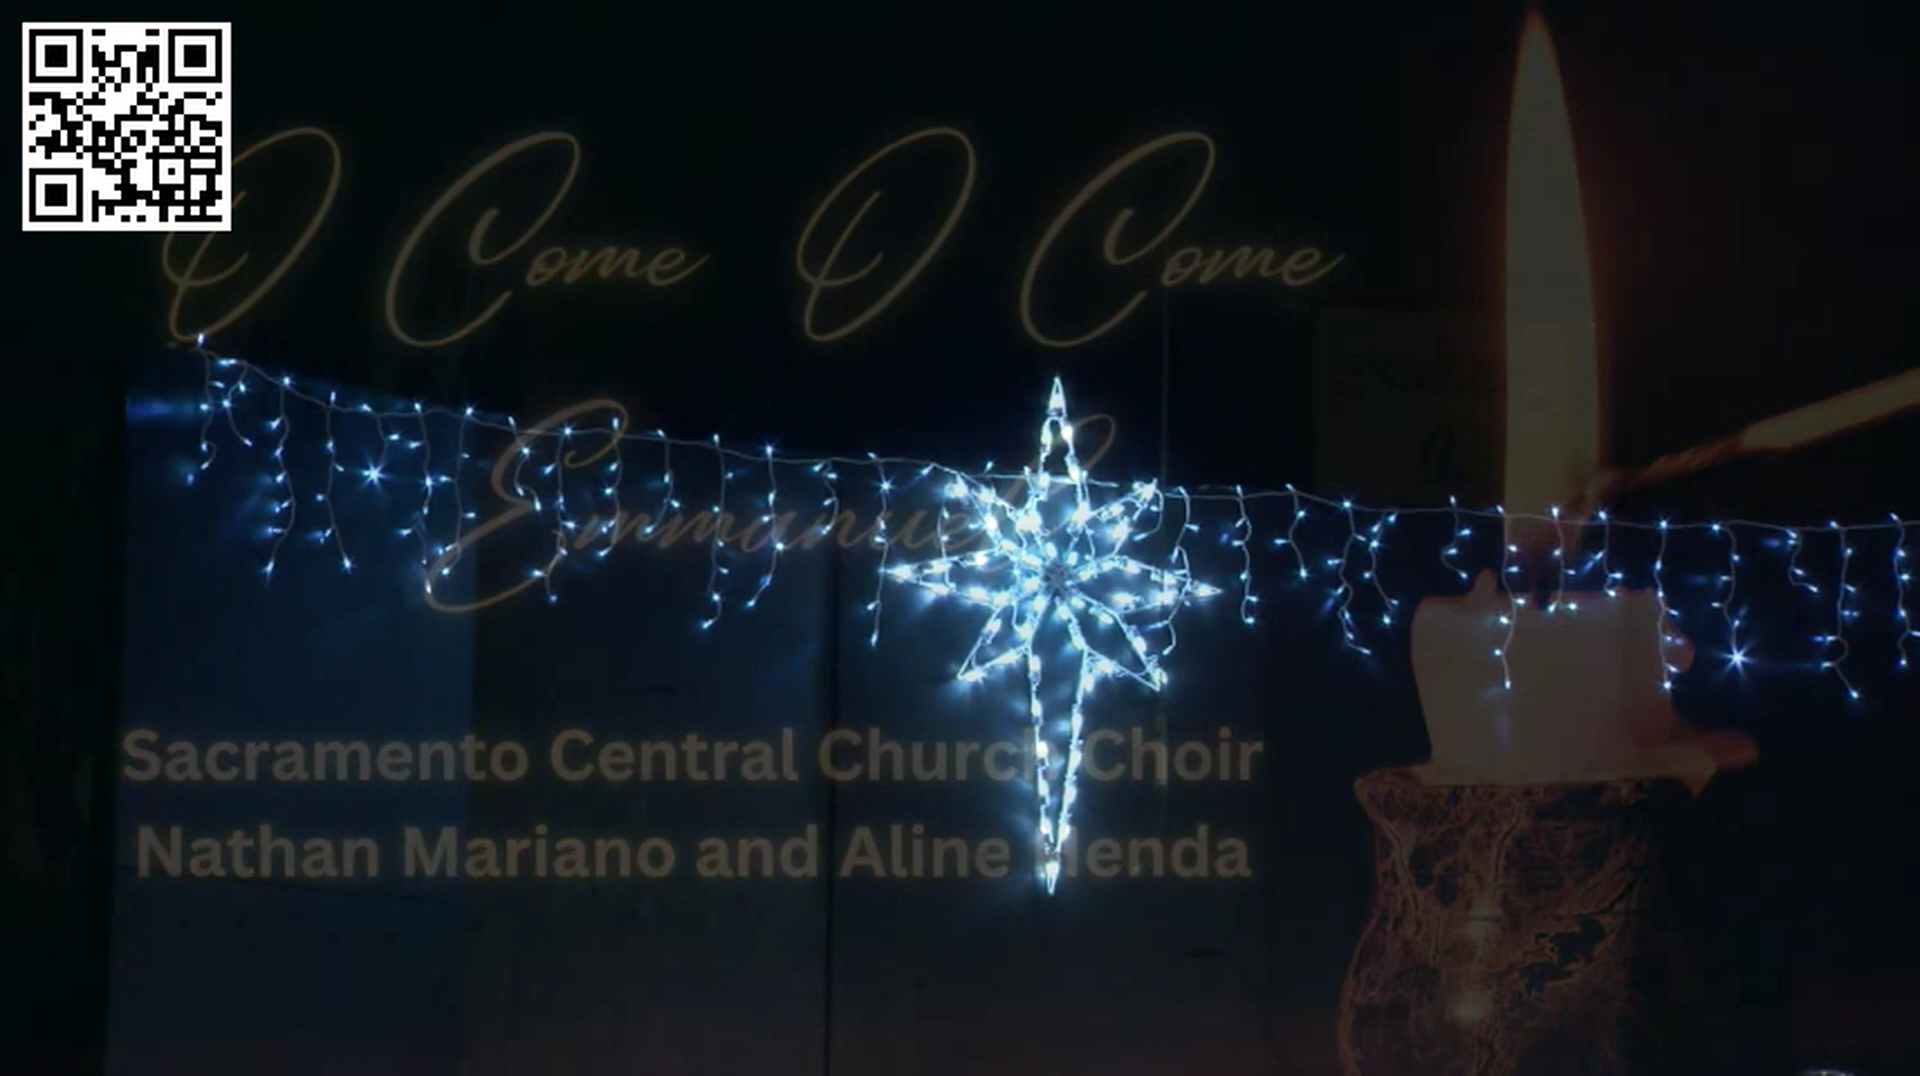 O Come O Come
Emmanuel
Sacramento Central Church Choir
Nathan Mariano and Aline